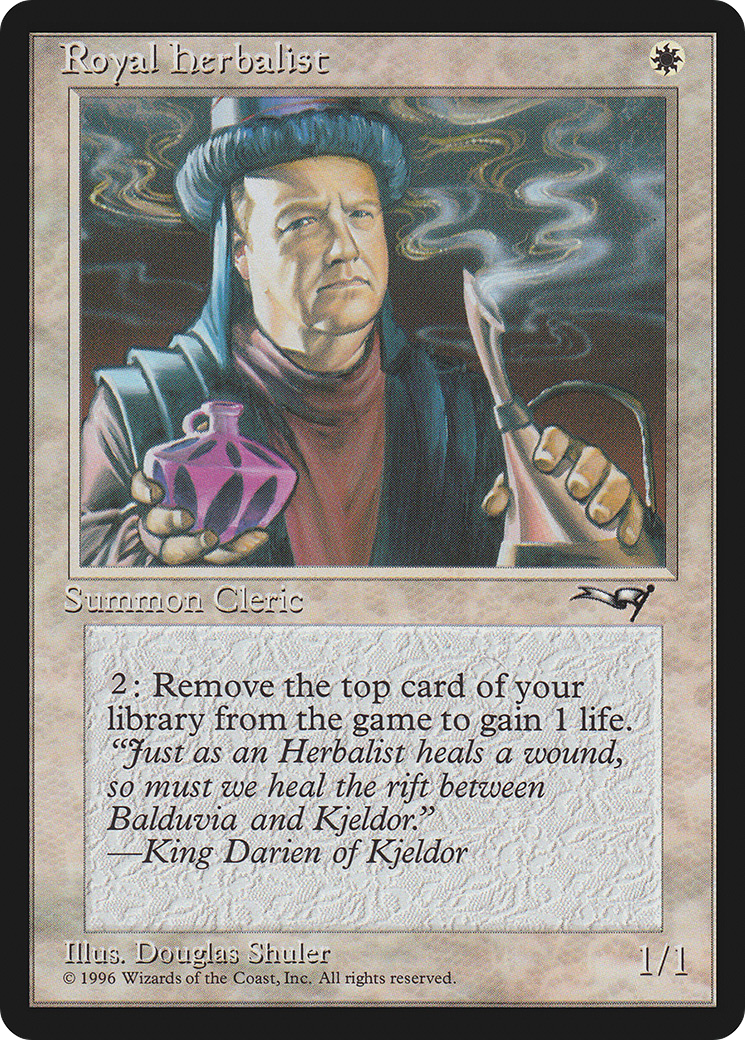 Royal Herbalist
Summon Cleric
2: Remove the top card of your
library from the game to gain 1 life.
“Just as an Herbalist heals a wound,
so must we heal the rift between
Balduvia and Kjeldor.”
—King Darien of Kjeldor
Illus. Douglas Shuler
1/1
© 1996 Wizards of the Coast, Inc. All rights reserved.